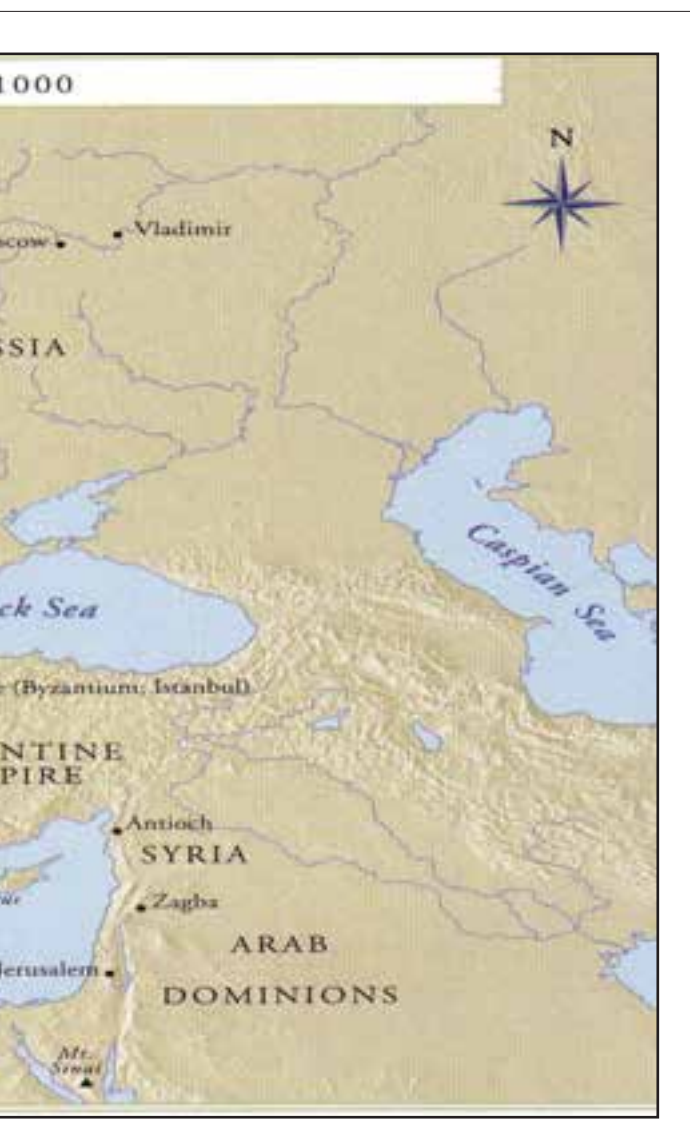 1000
N
Vladimir
scow
SSIA
Caspian Sea
ck Sea
e (Byzantium; Istanbul)
NTINE
PIRE
Antioch
SYRIA
Zagba
ARAB
Jerusalem
DOMINIONS
Mt.
Sinai